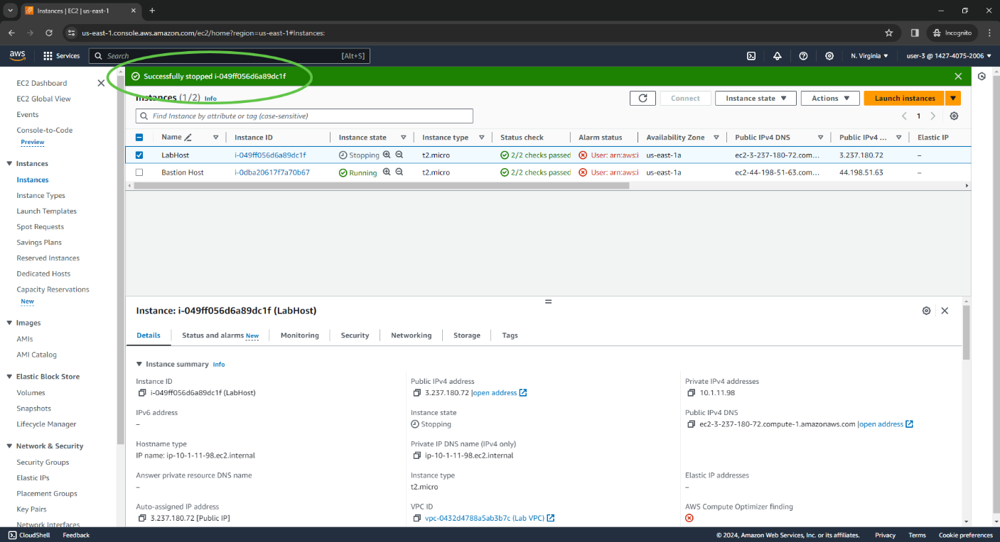 Instances | EC2 | us-east-1
us-east-1.console.aws.amazon.com/ec2/home?region=us-east-1#Instances:
Incognito
aws Services Search [Alt+S] N. Virginia ▼ user-3 @ 1427-4075-2006 ▼
EC2 Dashboard
EC2 Global View
Events
Console-to-Code
Preview
Instances
Instances
Instance Types
Launch Templates
Spot Requests
Savings Plans
Reserved Instances
Dedicated Hosts
Capacity Reservations
New
Images
AMIs
AMI Catalog
Elastic Block Store
Volumes
Snapshots
Lifecycle Manager
Network & Security
Security Groups
Elastic IPs
Placement Groups
Key Pairs
Network Interfaces
Successfully stopped i-049ff056d6a89dc1f
Instances (1/2) Info
Connect Instance state ▼ Actions ▼ Launch instances ▼
Find Instance by attribute or tag (case-sensitive)
1
Name Instance ID Instance state Instance type Status check Alarm status Availability Zone Public IPv4 DNS Public IPv4 ... Elastic IP
LabHost i-049ff056d6a89dc1f Stopping t2.micro 2/2 checks passed User: arn:aws:i us-east-1a ec2-3-237-180-72.com... 3.237.180.72 –
Bastion Host i-0dba20617f7a70b67 Running t2.micro 2/2 checks passed User: arn:aws:i us-east-1a ec2-44-198-51-63.com... 44.198.51.63 –
Instance: i-049ff056d6a89dc1f (LabHost)
Details Status and alarms New Monitoring Security Networking Storage Tags
Instance summary Info
Instance ID
i-049ff056d6a89dc1f (LabHost)
Public IPv4 address
3.237.180.72 |open address
Private IPv4 addresses
10.1.11.98
IPv6 address
–
Instance state
Stopping
Public IPv4 DNS
ec2-3-237-180-72.compute-1.amazonaws.com |open address
Hostname type
IP name: ip-10-1-11-98.ec2.internal
Private IP DNS name (IPv4 only)
ip-10-1-11-98.ec2.internal
Answer private resource DNS name
–
Instance type
t2.micro
Elastic IP addresses
–
Auto-assigned IP address
3.237.180.72 [Public IP]
VPC ID
vpc-0432d4788a5ab3b7c (Lab VPC)
AWS Compute Optimizer finding
CloudShell Feedback © 2024, Amazon Web Services, Inc. or its affiliates. Privacy Terms Cookie preferences